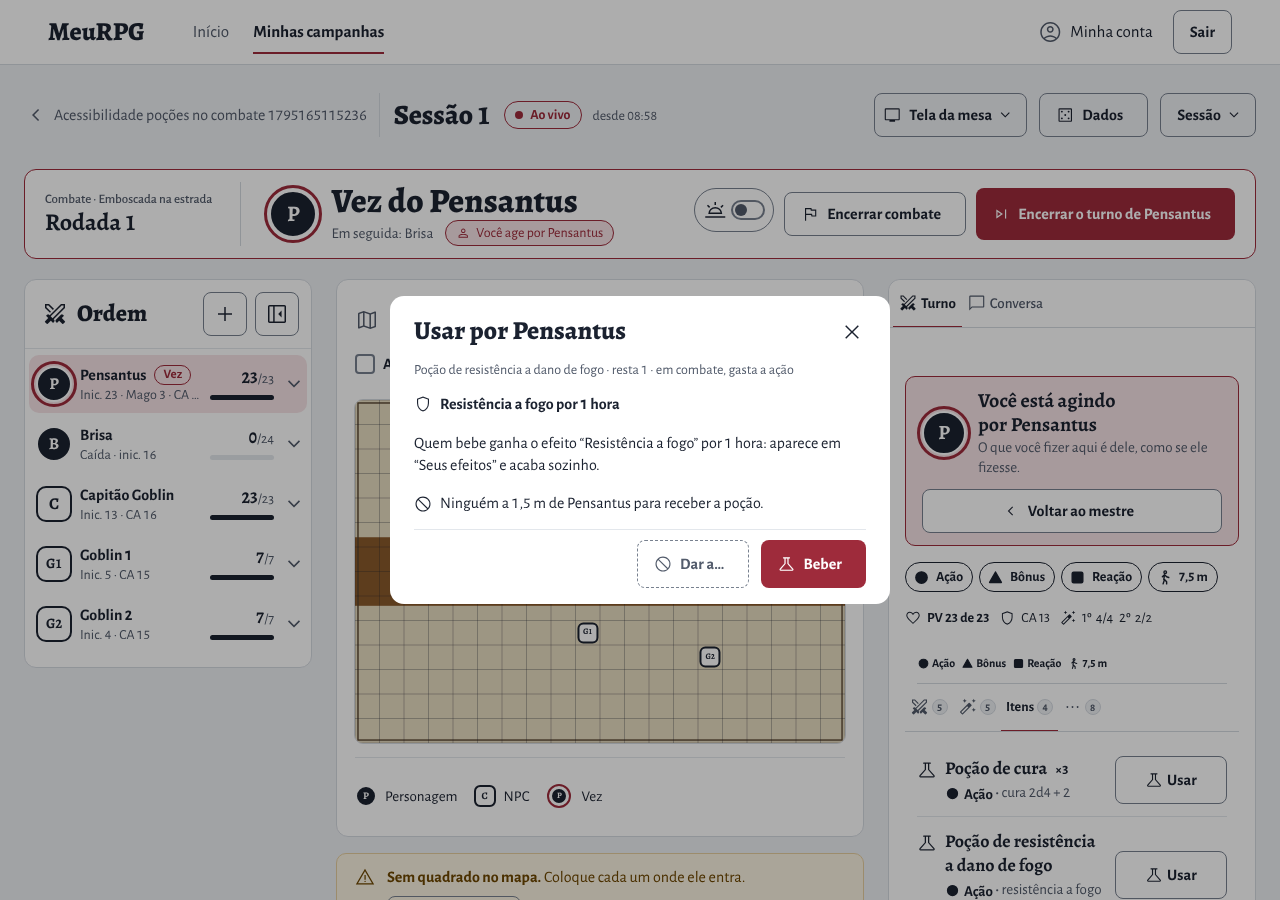 MeuRPG
Início
Minhas campanhas
Minha conta
Sair
Acessibilidade poções no combate 1795165115236
Sessão 1
Ao vivo
desde 08:58
Tela da mesa
Dados
Sessão
Combate · Emboscada na estrada
Rodada 1
P
Vez do Pensantus
Em seguida: Brisa
Você age por Pensantus
Encerrar combate
Encerrar o turno de Pensantus
Ordem
P
Pensantus
Vez
23/23
Inic. 23 · Mago 3 · CA ...
B
Brisa
0/24
Caída · inic. 16
C
Capitão Goblin
23/23
Inic. 13 · CA 16
G1
Goblin 1
7/7
Inic. 5 · CA 15
G2
Goblin 2
7/7
Inic. 4 · CA 15
Usar por Pensantus
Poção de resistência a dano de fogo · resta 1 · em combate, gasta a ação
Resistência a fogo por 1 hora
Quem bebe ganha o efeito “Resistência a fogo” por 1 hora: aparece em
“Seus efeitos” e acaba sozinho.
Ninguém a 1,5 m de Pensantus para receber a poção.
Dar a...
Beber
G1
G2
P
Personagem
C
NPC
P
Vez
Sem quadrado no mapa. Coloque cada um onde ele entra.
Turno
Conversa
P
Você está agindo
por Pensantus
O que você fizer aqui é dele, como se ele
fizesse.
Voltar ao mestre
Ação
Bônus
Reação
7,5 m
PV 23 de 23
CA 13
1º 4/4 2º 2/2
Ação
Bônus
Reação
7,5 m
5
5
Itens 4
··· 8
Poção de cura ×3
Ação · cura 2d4 + 2
Usar
Poção de resistência
a dano de fogo
Ação · resistência a fogo
Usar